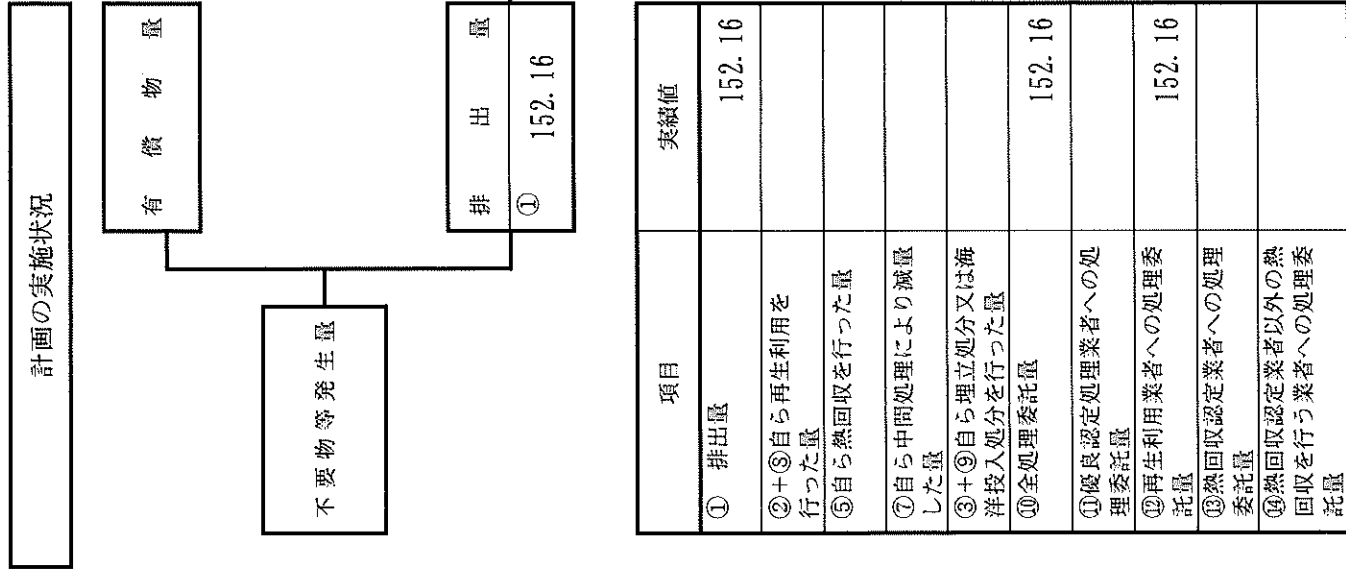 計画の実施状況
有償物量
不要物等発生量
排出量
①
152.16
項目
実績値
① 排出量
152.16
②+⑧自ら再生利用を
行った量
⑤自ら熱回収を行った量
⑦自ら中間処理により減量
した量
③+⑨自ら埋立処分又は海
洋投入処分を行った量
⑩全処理委託量
152.16
⑪優良認定処理業者への処
理委託量
⑫再生利用業者への処理委
託量
152.16
⑬熱回収認定業者への処理
委託量
⑭熱回収認定業者以外の熱
回収を行う業者への処理委
託量